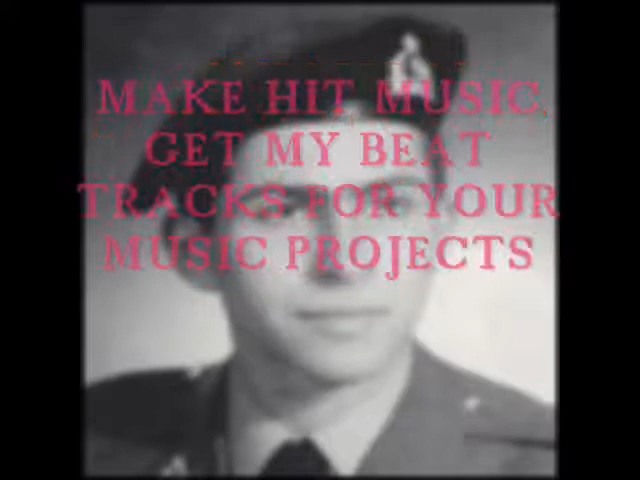 MAKE HIT MUSIC.
GET MY BEAT
TRACKS FOR YOUR
MUSIC PROJECTS